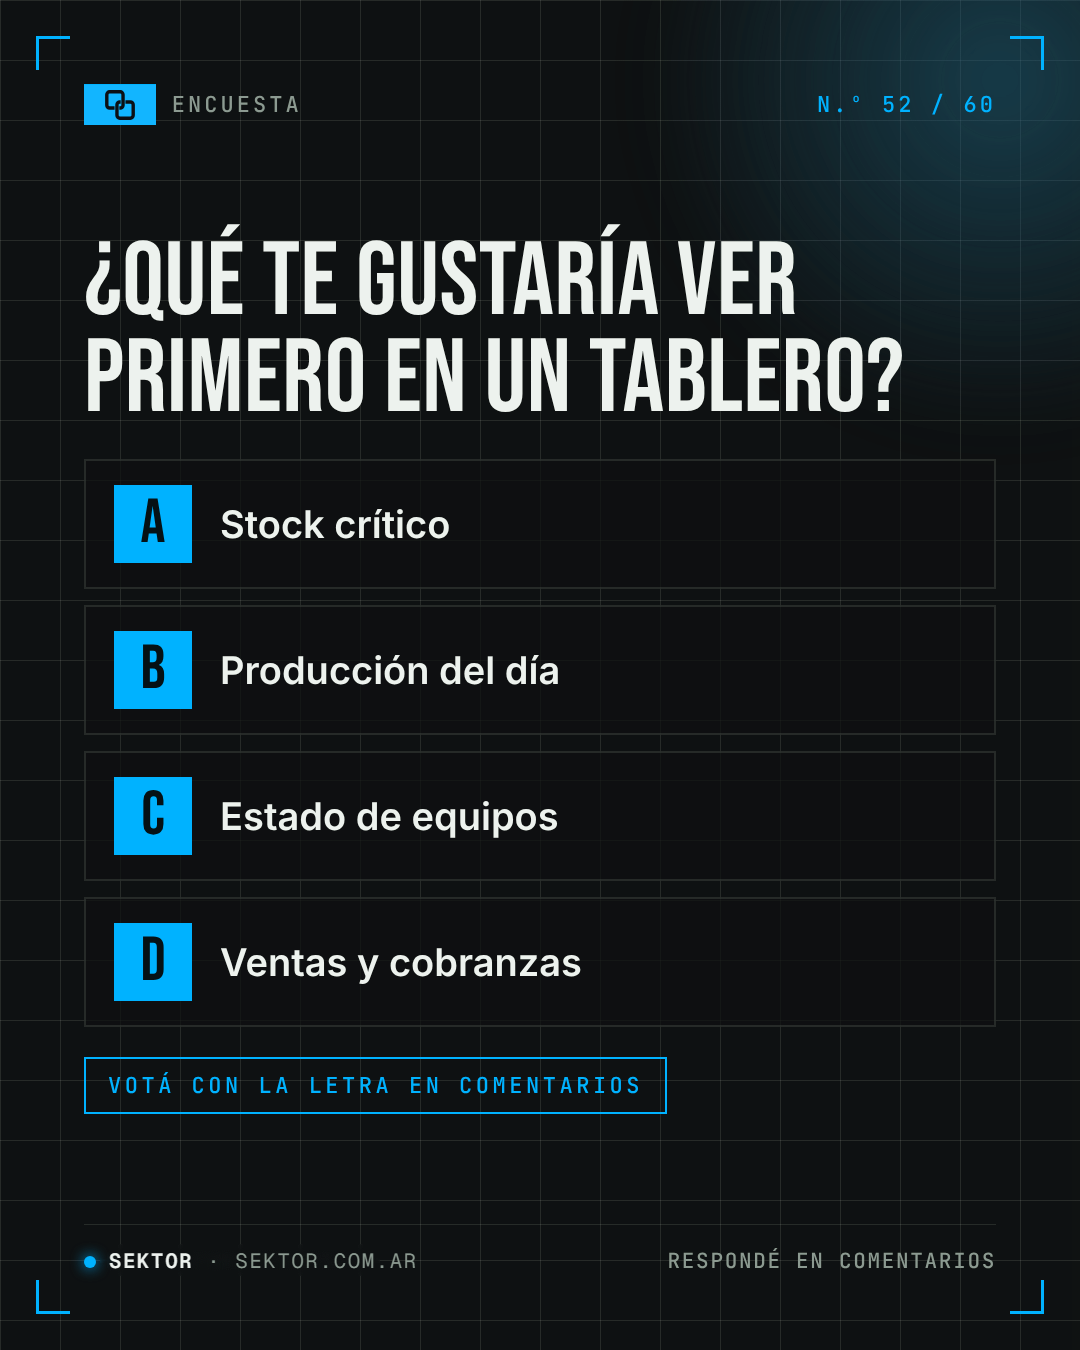 ENCUESTA
N.º 52 / 60
¿QUÉ TE GUSTARÍA VER
PRIMERO EN UN TABLERO?
A
Stock crítico
B
Producción del día
C
Estado de equipos
D
Ventas y cobranzas
VOTÁ CON LA LETRA EN COMENTARIOS
SEKTOR · SEKTOR.COM.AR
RESPONDÉ EN COMENTARIOS